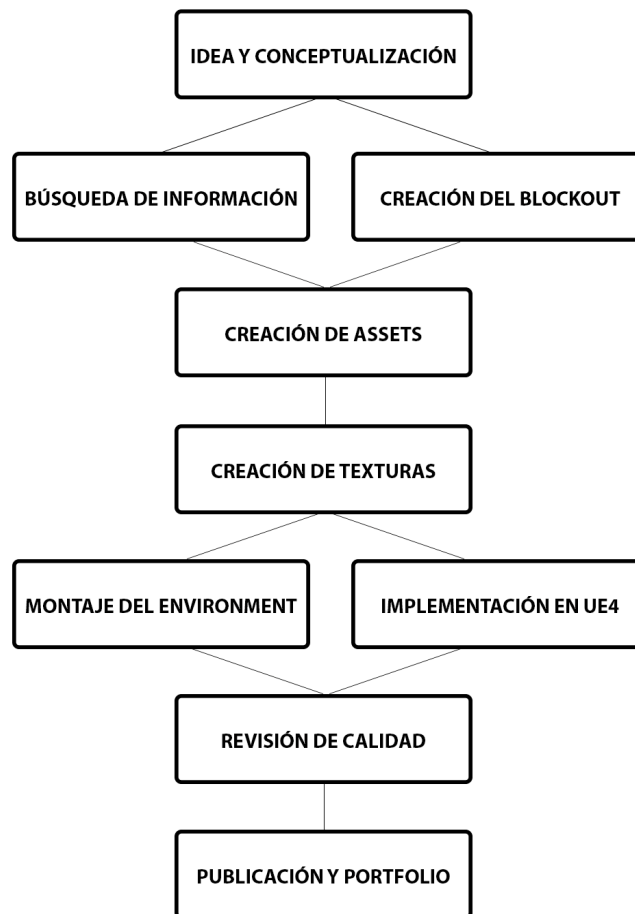 IDEA Y CONCEPTUALIZACIÓN
BÚSQUEDA DE INFORMACIÓN
CREACIÓN DEL BLOCKOUT
CREACIÓN DE ASSETS
CREACIÓN DE TEXTURAS
MONTAJE DEL ENVIRONMENT
IMPLEMENTACIÓN EN UE4
REVISIÓN DE CALIDAD
PUBLICACIÓN Y PORTFOLIO